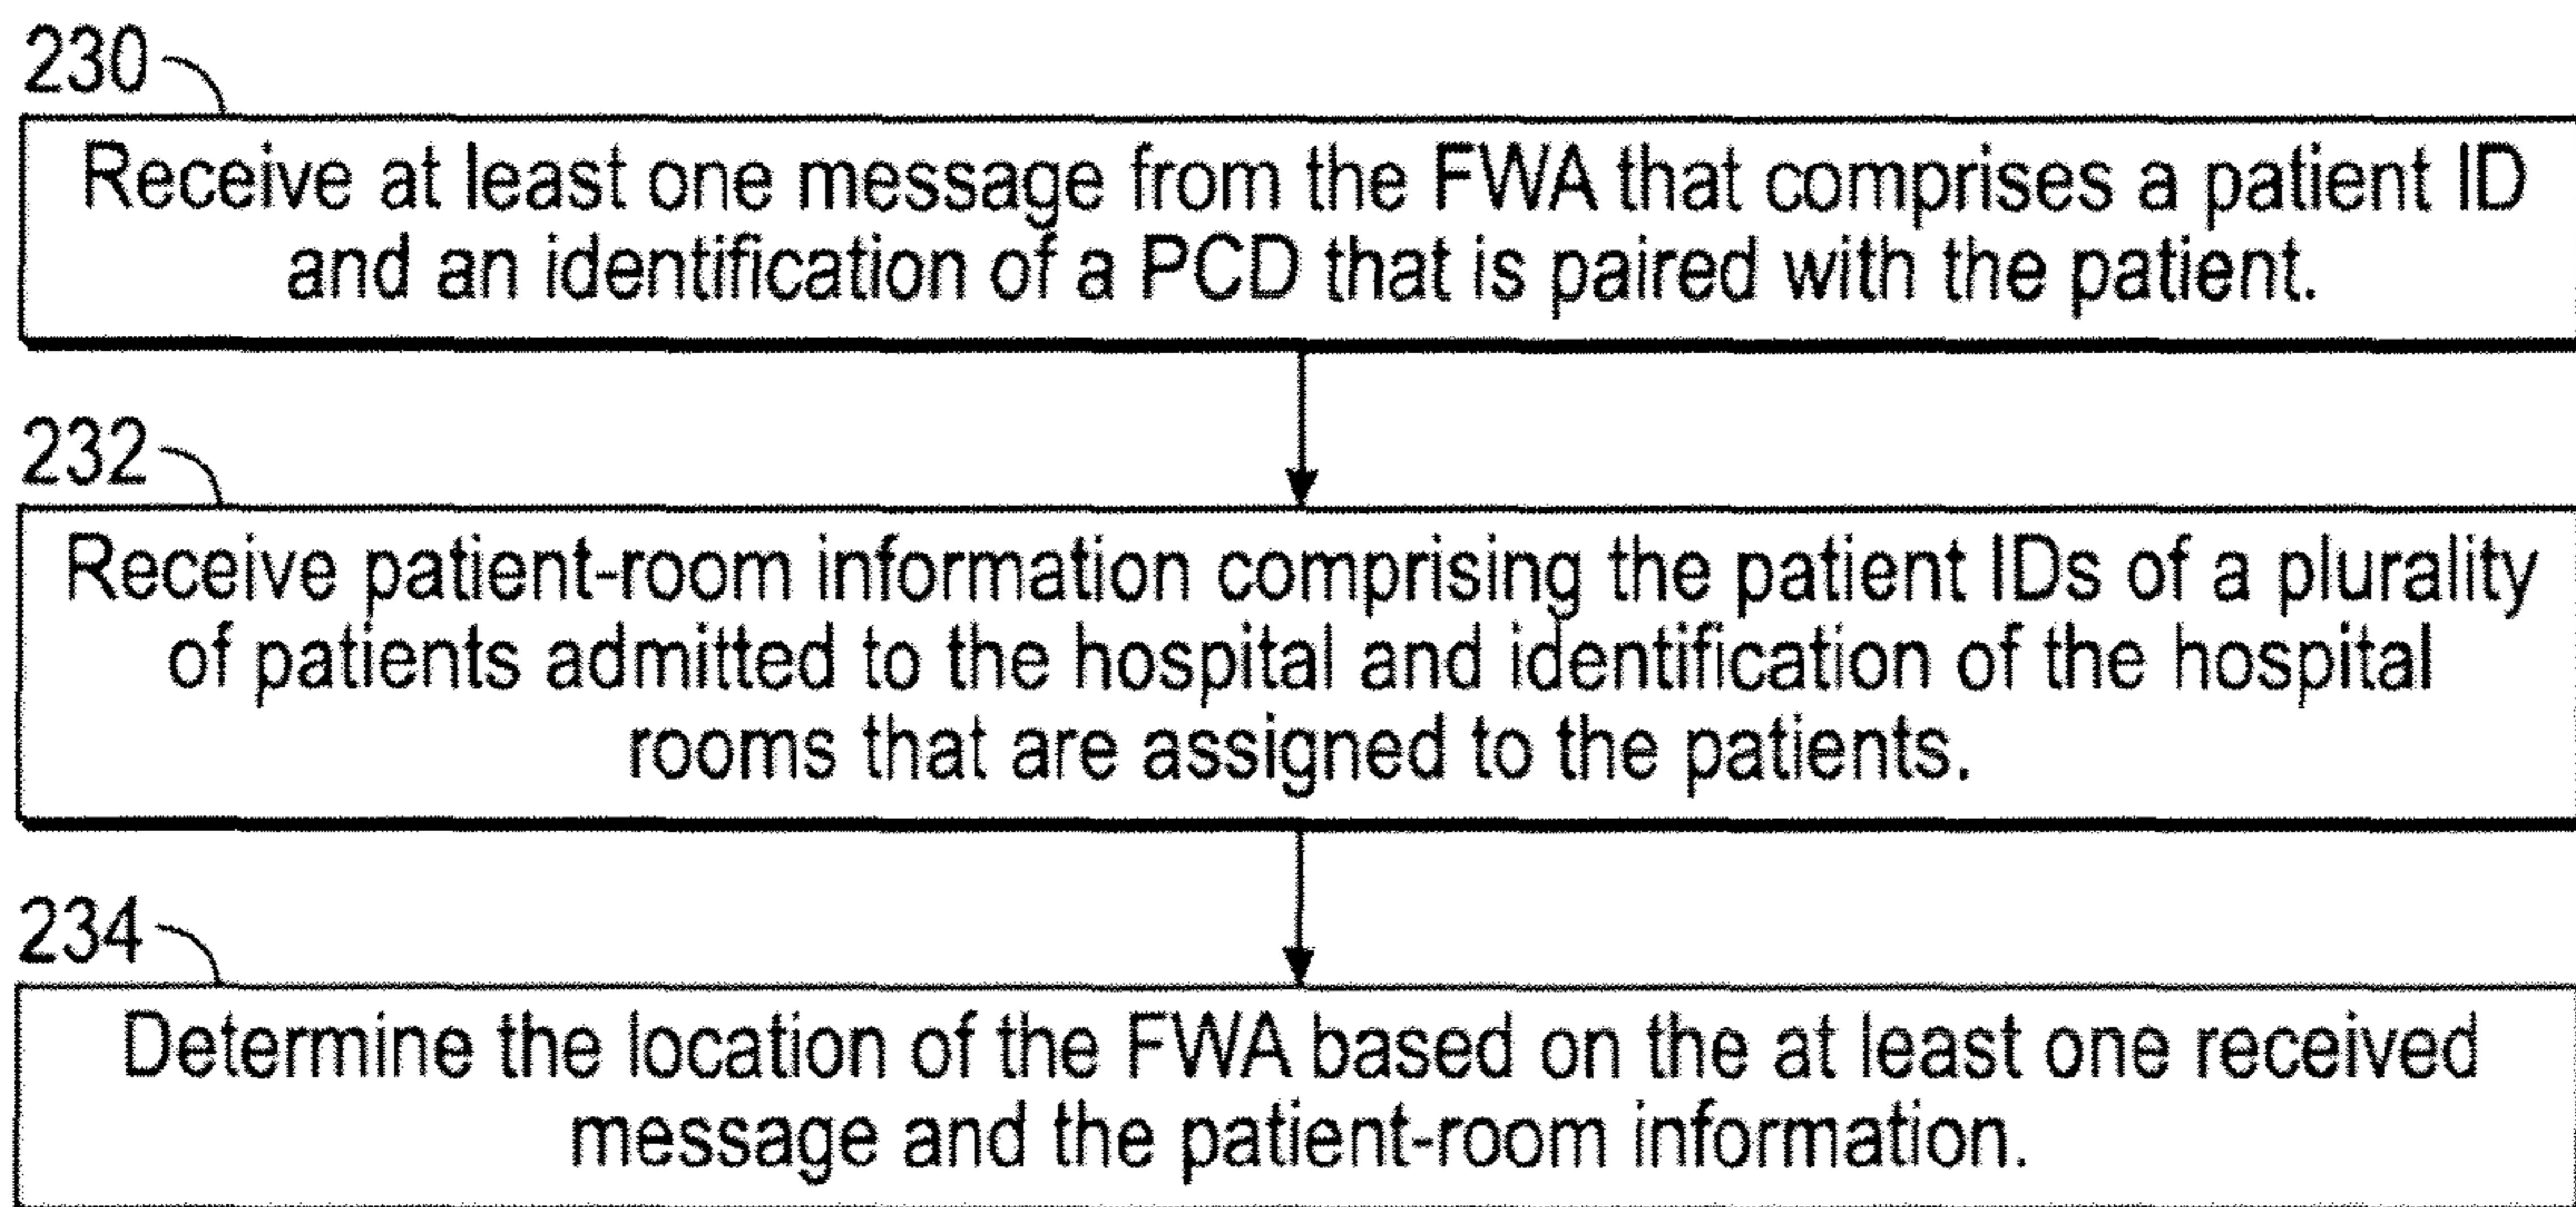 230
Receive at least one message from the FWA that comprises a patient ID
and an identification of a PCD that is paired with the patient.
232
Receive patient-room information comprising the patient IDs of a plurality
of patients admitted to the hospital and identification of the hospital
rooms that are assigned to the patients.
234
Determine the location of the FWA based on the at least one received
message and the patient-room information.